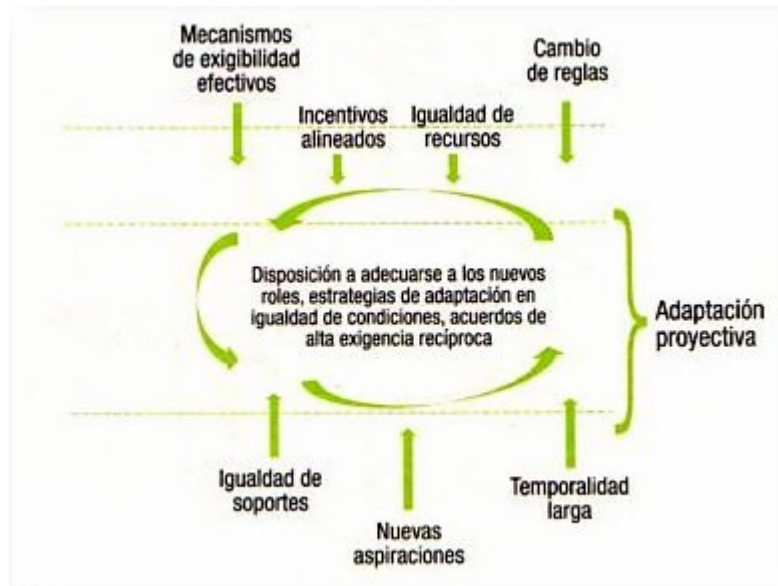 Mecanismos
de exigibilidad
efectivos
Cambio
de reglas
Incentivos
alineados
Igualdad de
recursos
Disposición a adecuarse a los nuevos
roles, estrategias de adaptación en
igualdad de condiciones, acuerdos de
alta exigencia recíproca
Adaptación
proyectiva
Igualdad de
soportes
Nuevas
aspiraciones
Temporalidad
larga